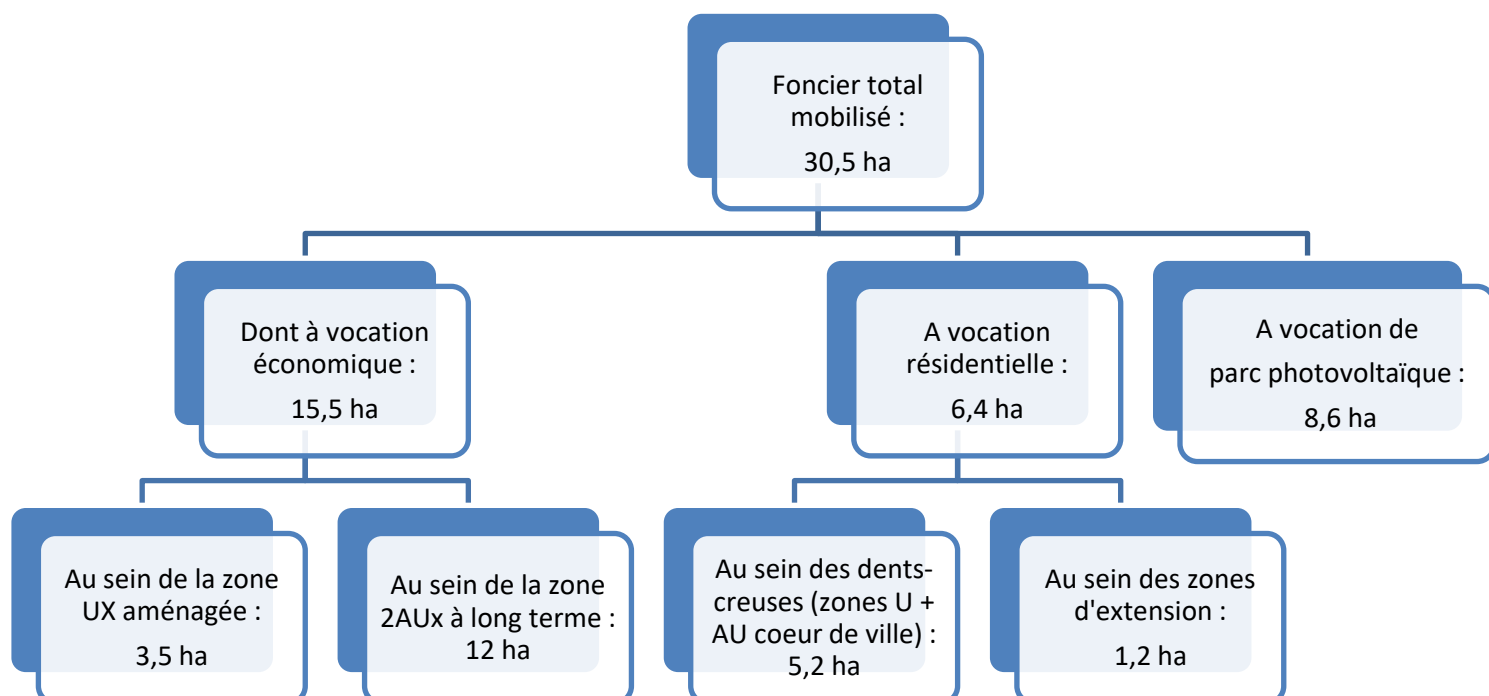 Foncier total
mobilisé :
30,5 ha
Dont à vocation
économique :
15,5 ha
A vocation
résidentielle :
6,4 ha
A vocation de
parc photovoltaïque :
8,6 ha
Au sein de la zone
UX aménagée :
3,5 ha
Au sein de la zone
2AUx à long terme :
12 ha
Au sein des dents-
creuses (zones U +
AU coeur de ville) :
5,2 ha
Au sein des zones
d'extension :
1,2 ha